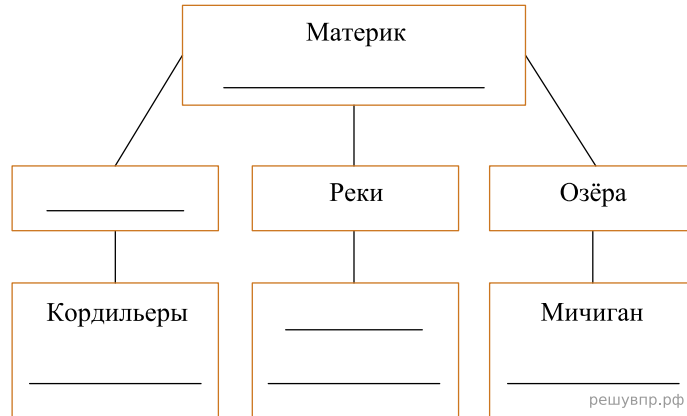 Материк
Реки
Озёра
Кордильеры
Мичиган
решувпр.рф